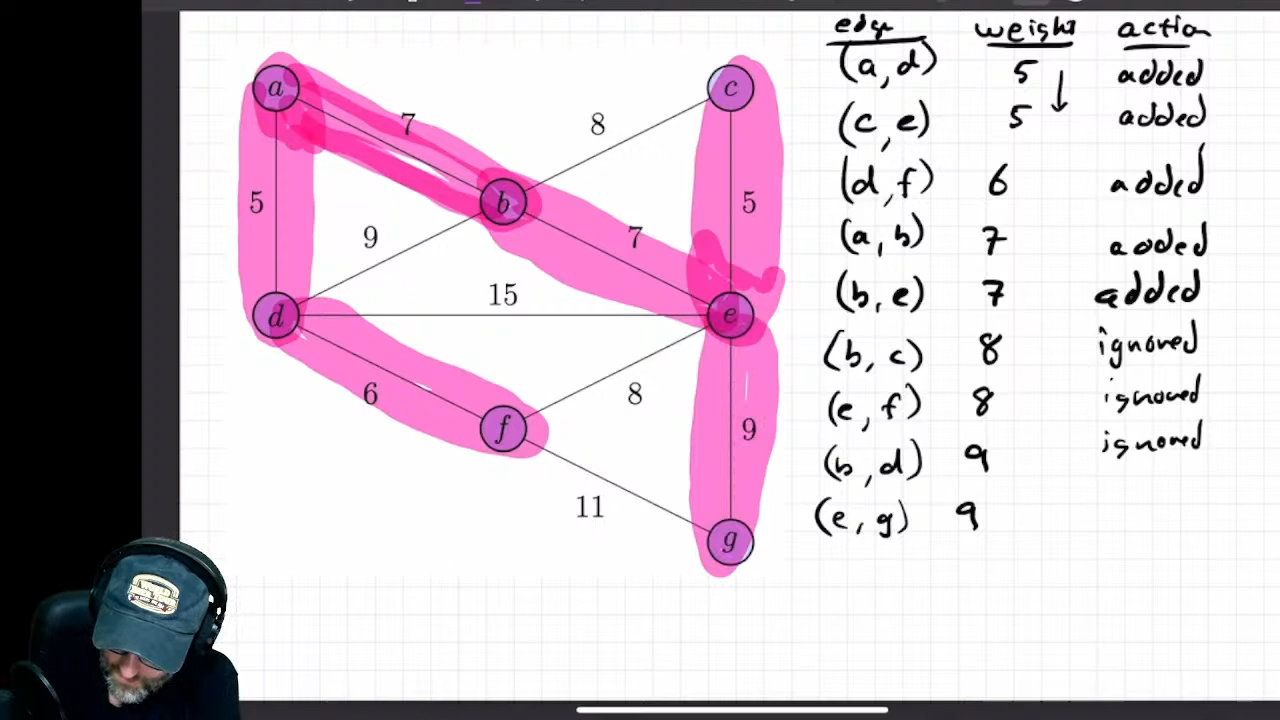 edge weight action
(a,d) 5 added
(c,e) 5 added
(d,f) 6 added
(a,b) 7 added
(b,e) 7 added
(b,c) 8 ignored
(e,f) 8 ignored
(b,d) 9 ignored
(e,g) 9
a
c
7
8
b
5
5
9
7
15
d
e
6
8
f
9
11
g